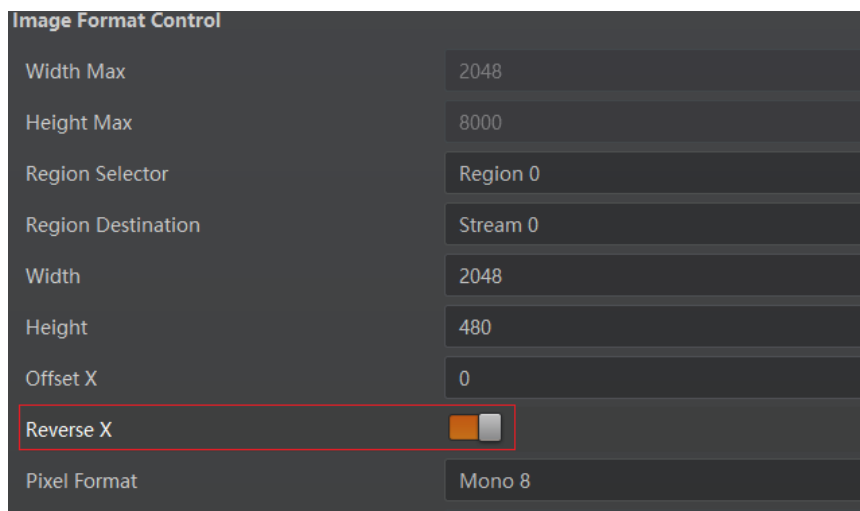 Image Format Control
Width Max 2048
Height Max 8000
Region Selector Region 0
Region Destination Stream 0
Width 2048
Height 480
Offset X 0
Reverse X
Pixel Format Mono 8